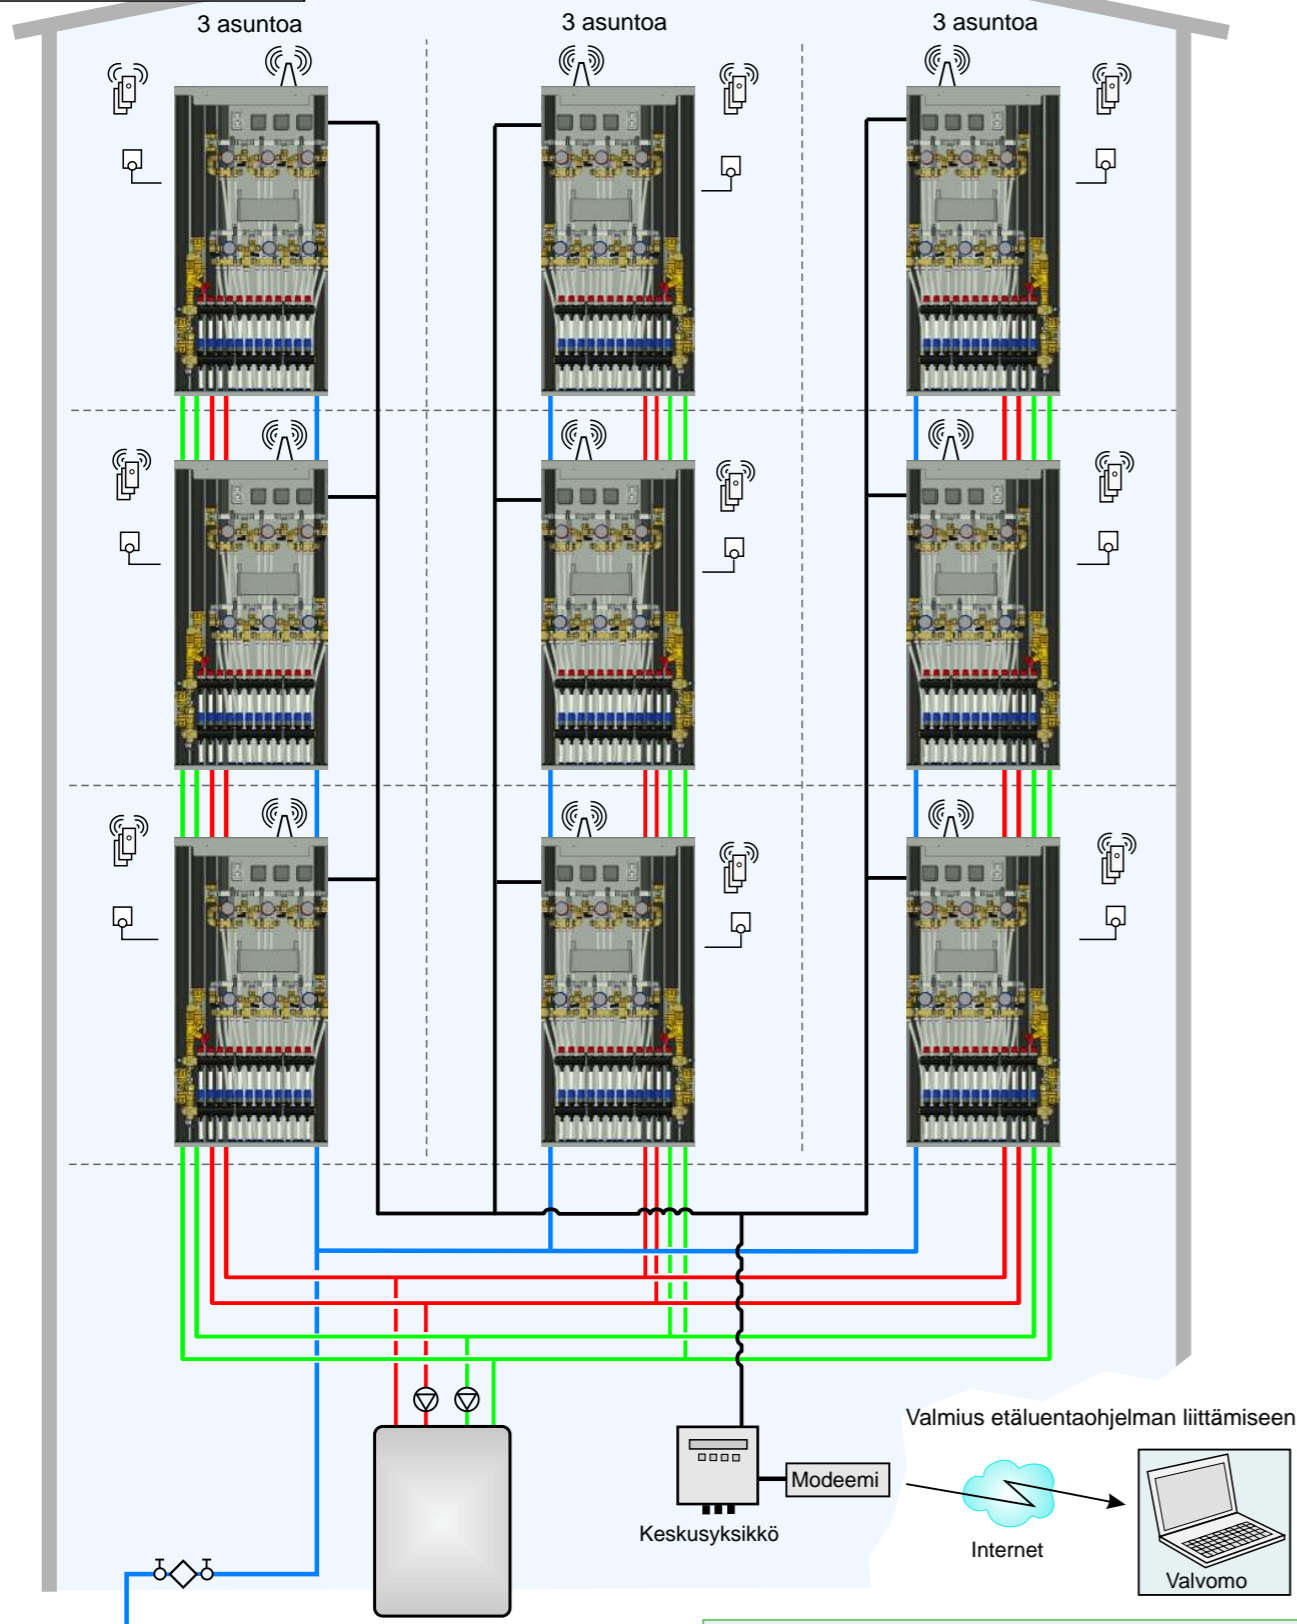 3 asuntoa
3 asuntoa
3 asuntoa
Valmius etäluentaohjelman liittämiseen
Modeemi
Keskusyksikkö
Internet
Valvomo